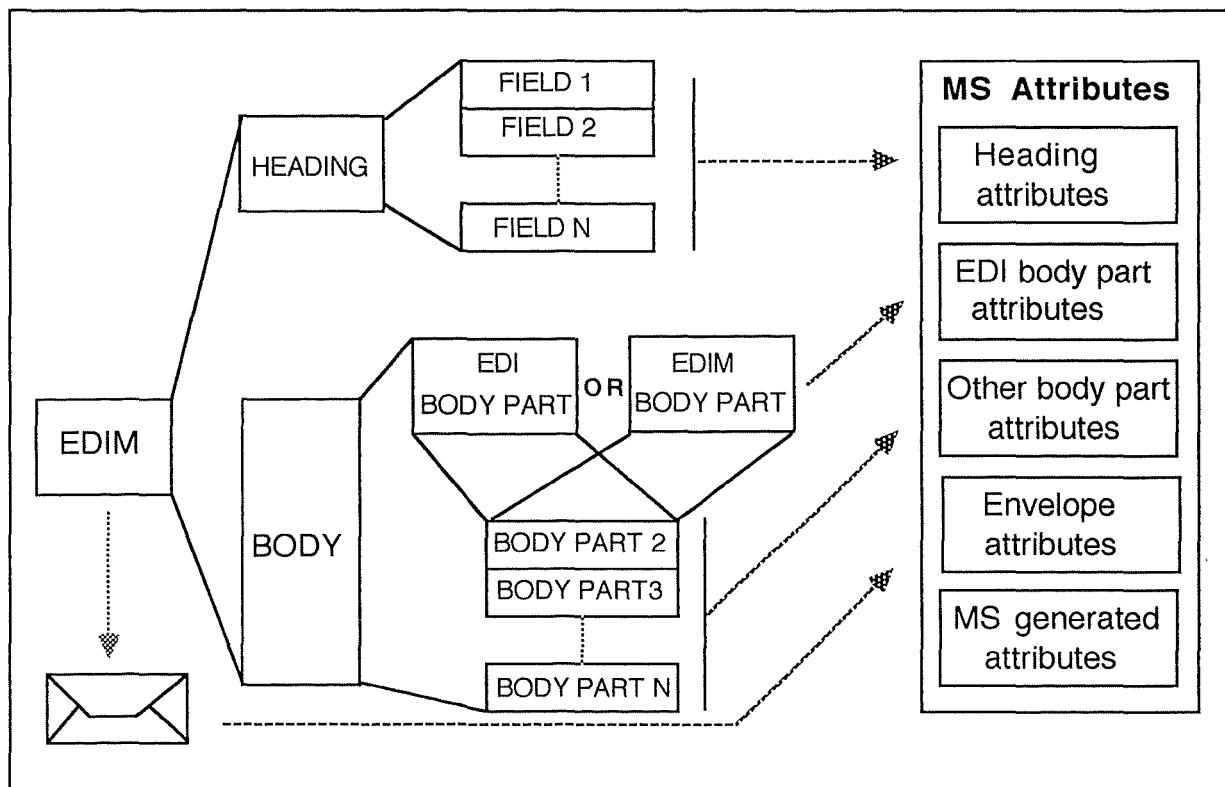 FIELD 1
FIELD 2
FIELD N
HEADING
EDIM
BODY
EDI
BODY PART
OR
EDIM
BODY PART
BODY PART 2
BODY PART3
BODY PART N
MS Attributes
Heading
attributes
EDI body part
attributes
Other body part
attributes
Envelope
attributes
MS generated
attributes